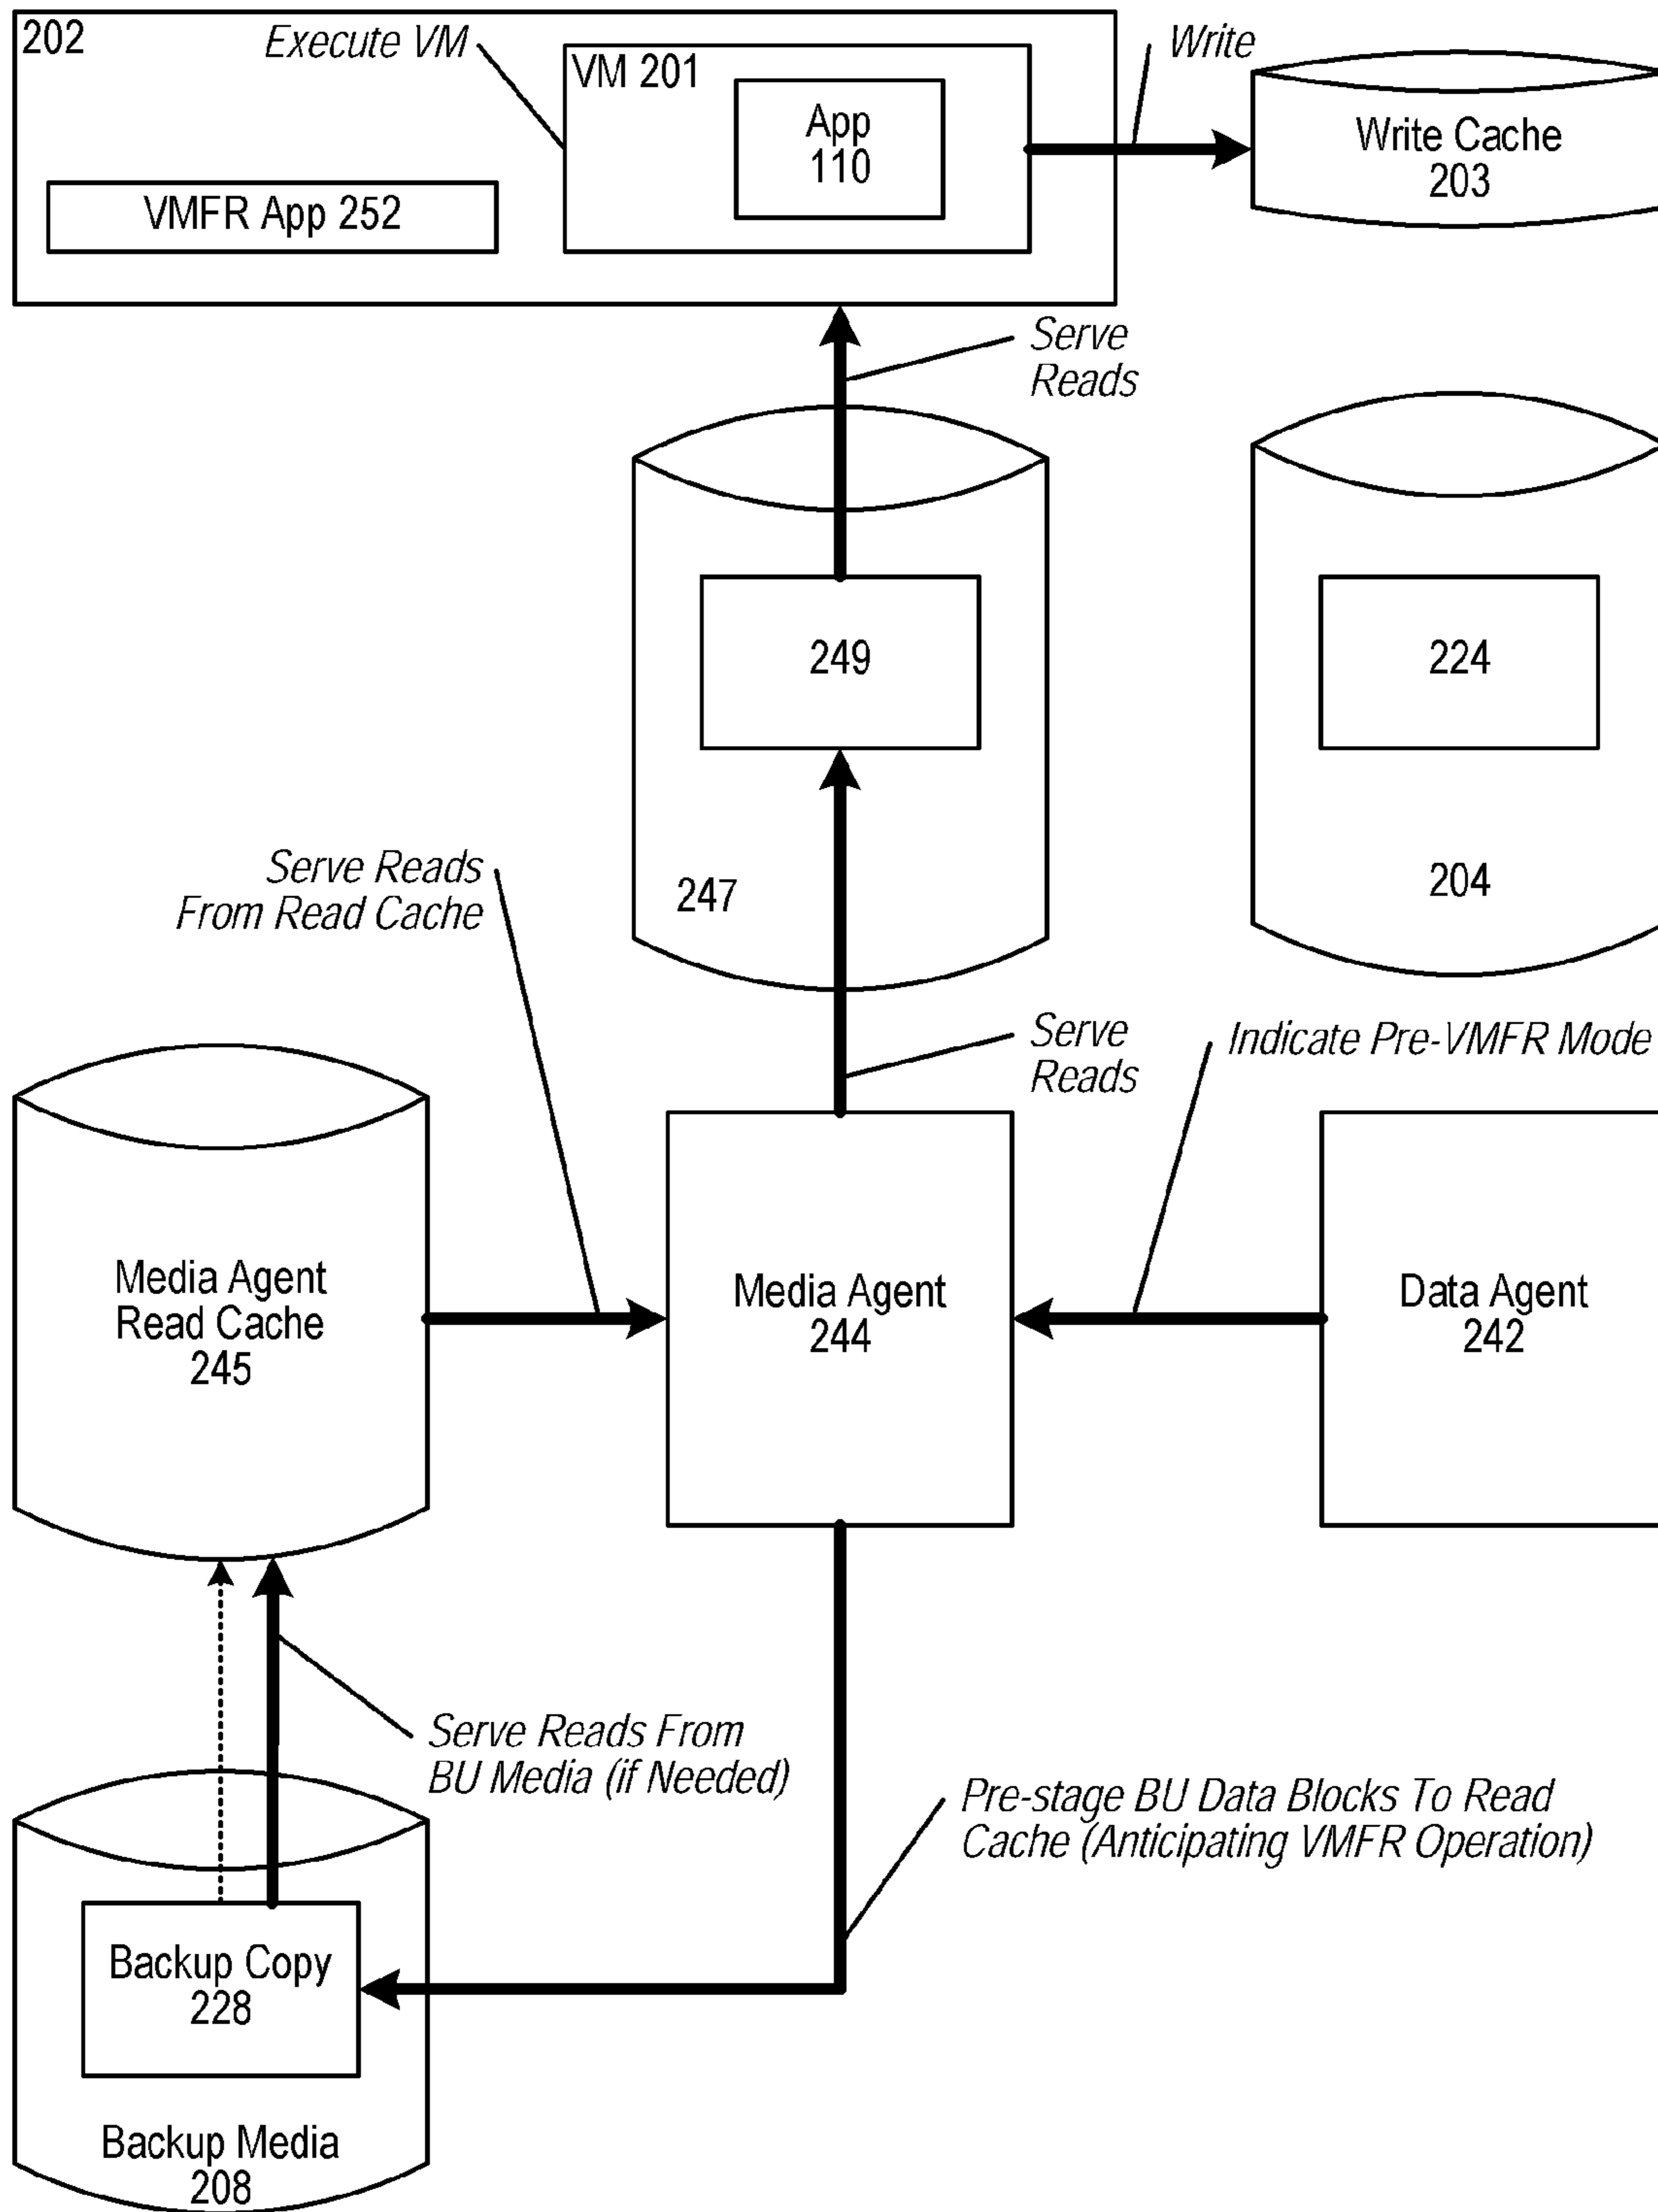 202
Execute VM
VM 201
App
110
VMFR App 252
Write
Write Cache
203
Serve
Reads
249
224
Serve Reads
From Read Cache
247
204
Serve
Reads
Indicate Pre-VMFR Mode
Media Agent
Read Cache
245
Media Agent
244
Data Agent
242
Serve Reads From
BU Media (if Needed)
Pre-stage BU Data Blocks To Read
Cache (Anticipating VMFR Operation)
Backup Copy
228
Backup Media
208